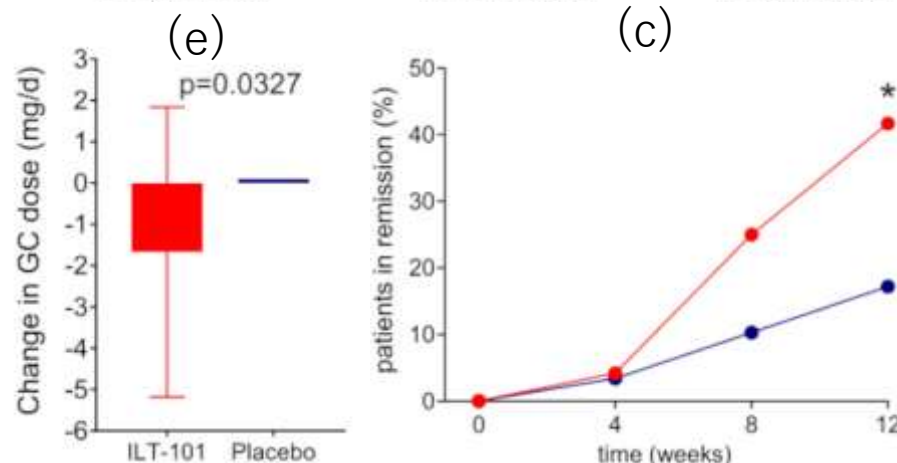 (e)
Change in GC dose (mg/d)
3
2
1
0
-1
-2
-3
-4
-5
-6
p=0.0327
ILT-101 Placebo
(c)
patients in remission (%)
50
40
30
20
10
0
*
0 4 8 12
time (weeks)